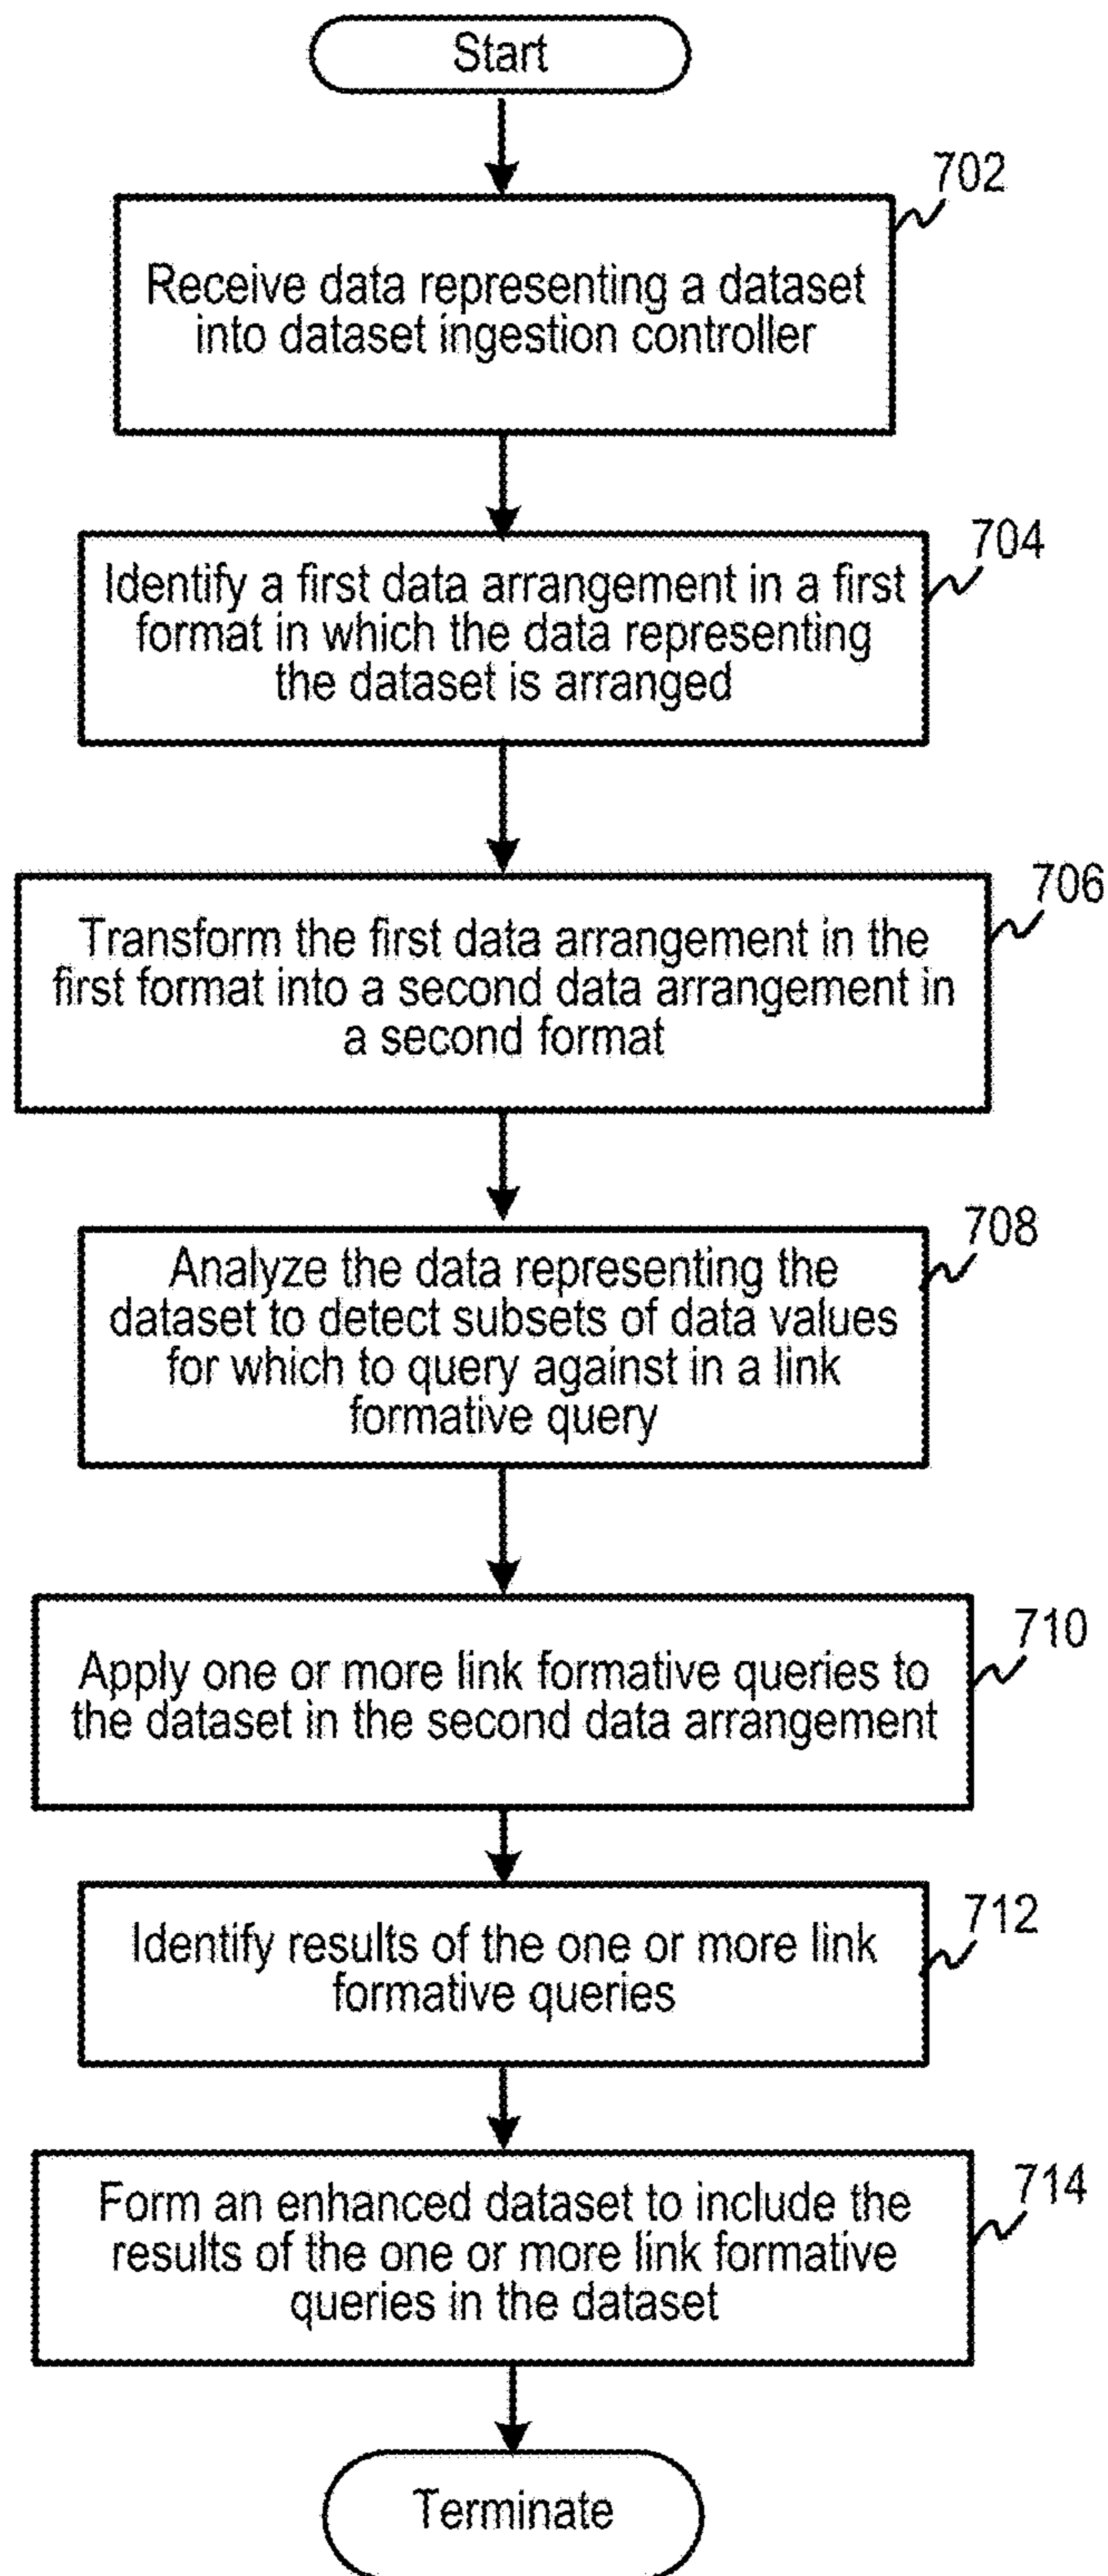 Start
702
Receive data representing a dataset
into dataset ingestion controller
704
Identify a first data arrangement in a first
format in which the data representing
the dataset is arranged
706
Transform the first data arrangement in the
first format into a second data arrangement in
a second format
708
Analyze the data representing the
dataset to detect subsets of data values
for which to query against in a link
formative query
710
Apply one or more link formative queries to
the dataset in the second data arrangement
712
Identify results of the one or more link
formative queries
714
Form an enhanced dataset to include the
results of the one or more link formative
queries in the dataset
Terminate